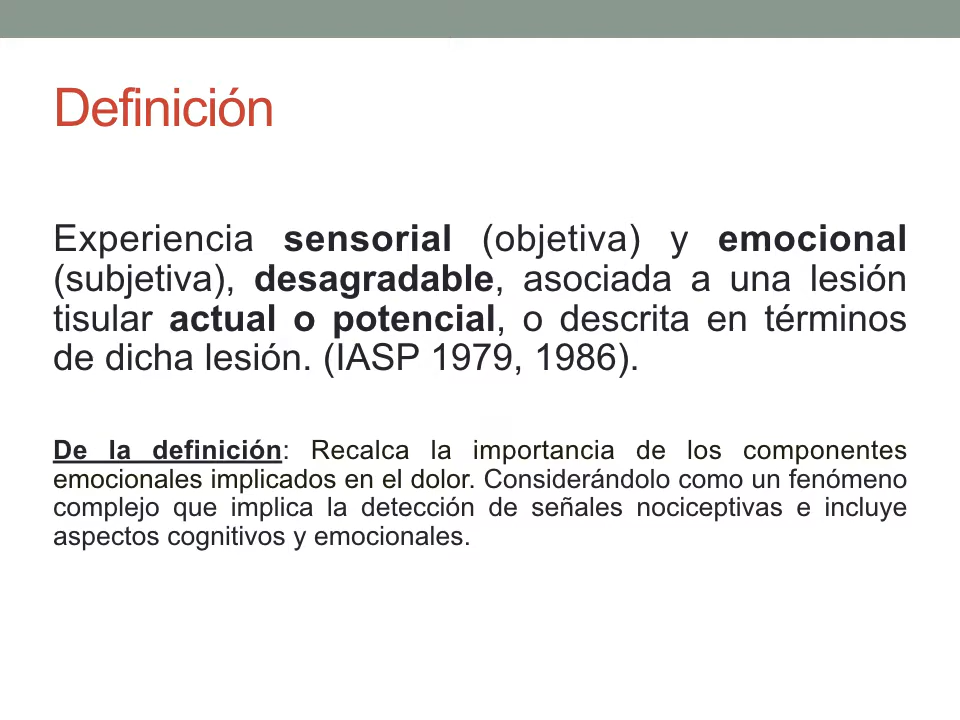 Definición
Experiencia sensorial (objetiva) y emocional
(subjetiva), desagradable, asociada a una lesión
tisular actual o potencial, o descrita en términos
de dicha lesión. (IASP 1979, 1986).
De la definición: Recalca la importancia de los componentes
emocionales implicados en el dolor. Considerándolo como un fenómeno
complejo que implica la detección de señales nociceptivas e incluye
aspectos cognitivos y emocionales.